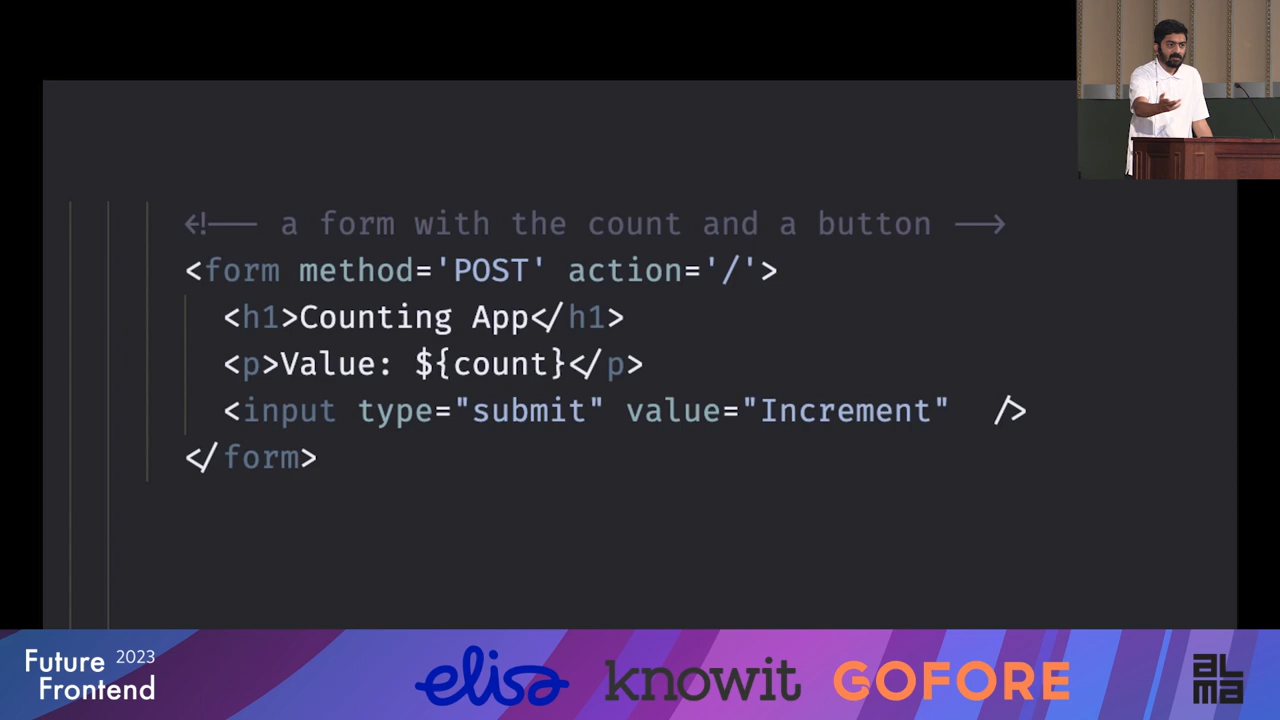 <!-- a form with the count and a button -->
<form method='POST' action='/'>
<h1>Counting App</h1>
<p>Value: ${count}</p>
<input type="submit" value="Increment" />
</form>
Future 2023
Frontend
elisa
knowit
GOFORE
ALMA